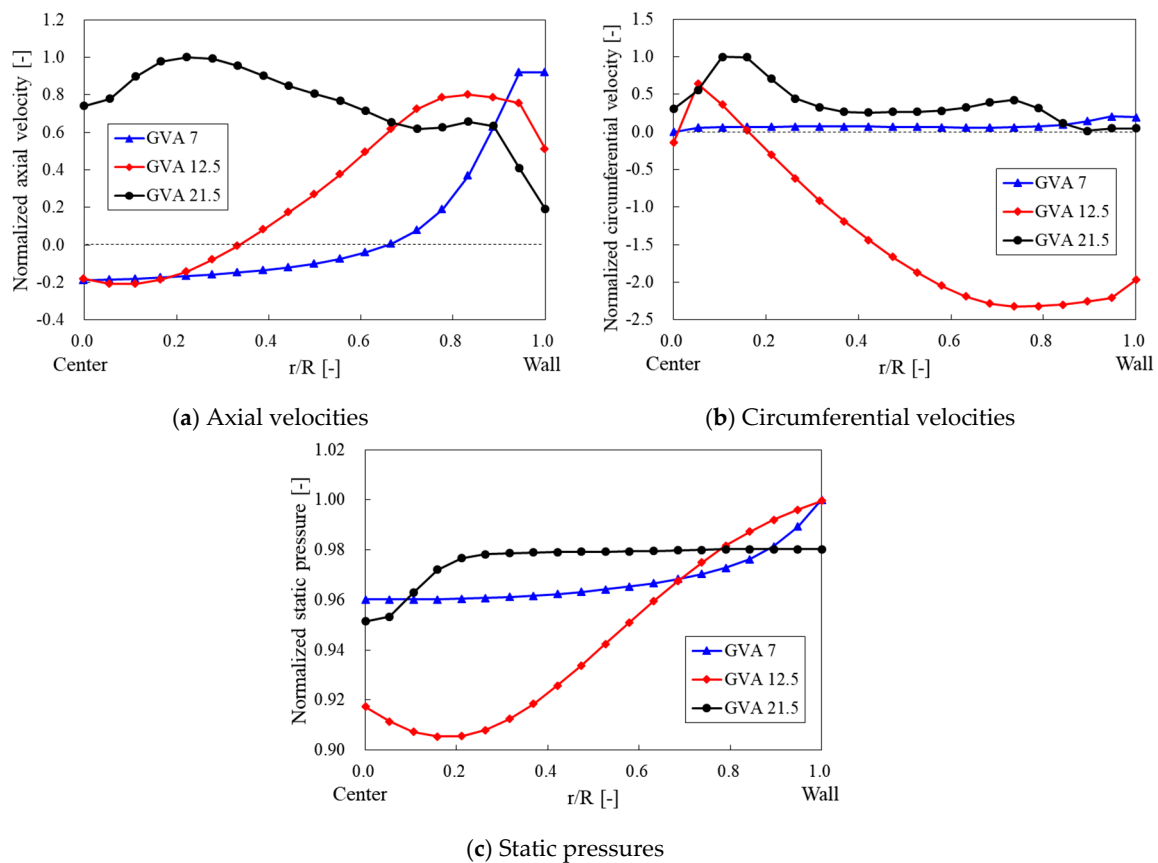 Normalized axial velocity [-]
1.2
1.0
0.8
0.6
0.4
0.2
0.0
-0.2
-0.4
GVA 7
GVA 12.5
GVA 21.5
0.0 0.2 0.4 0.6 0.8 1.0
Center r/R [-] Wall
(a) Axial velocities
Normalized circumferential velocity [-]
1.5
1.0
0.5
0.0
-0.5
-1.0
-1.5
-2.0
-2.5
GVA 7
GVA 12.5
GVA 21.5
0.0 0.2 0.4 0.6 0.8 1.0
Center r/R [-] Wall
(b) Circumferential velocities
Normalized static pressure [-]
1.02
1.00
0.98
0.96
0.94
0.92
0.90
GVA 7
GVA 12.5
GVA 21.5
0.0 0.2 0.4 0.6 0.8 1.0
Center r/R [-] Wall
(c) Static pressures